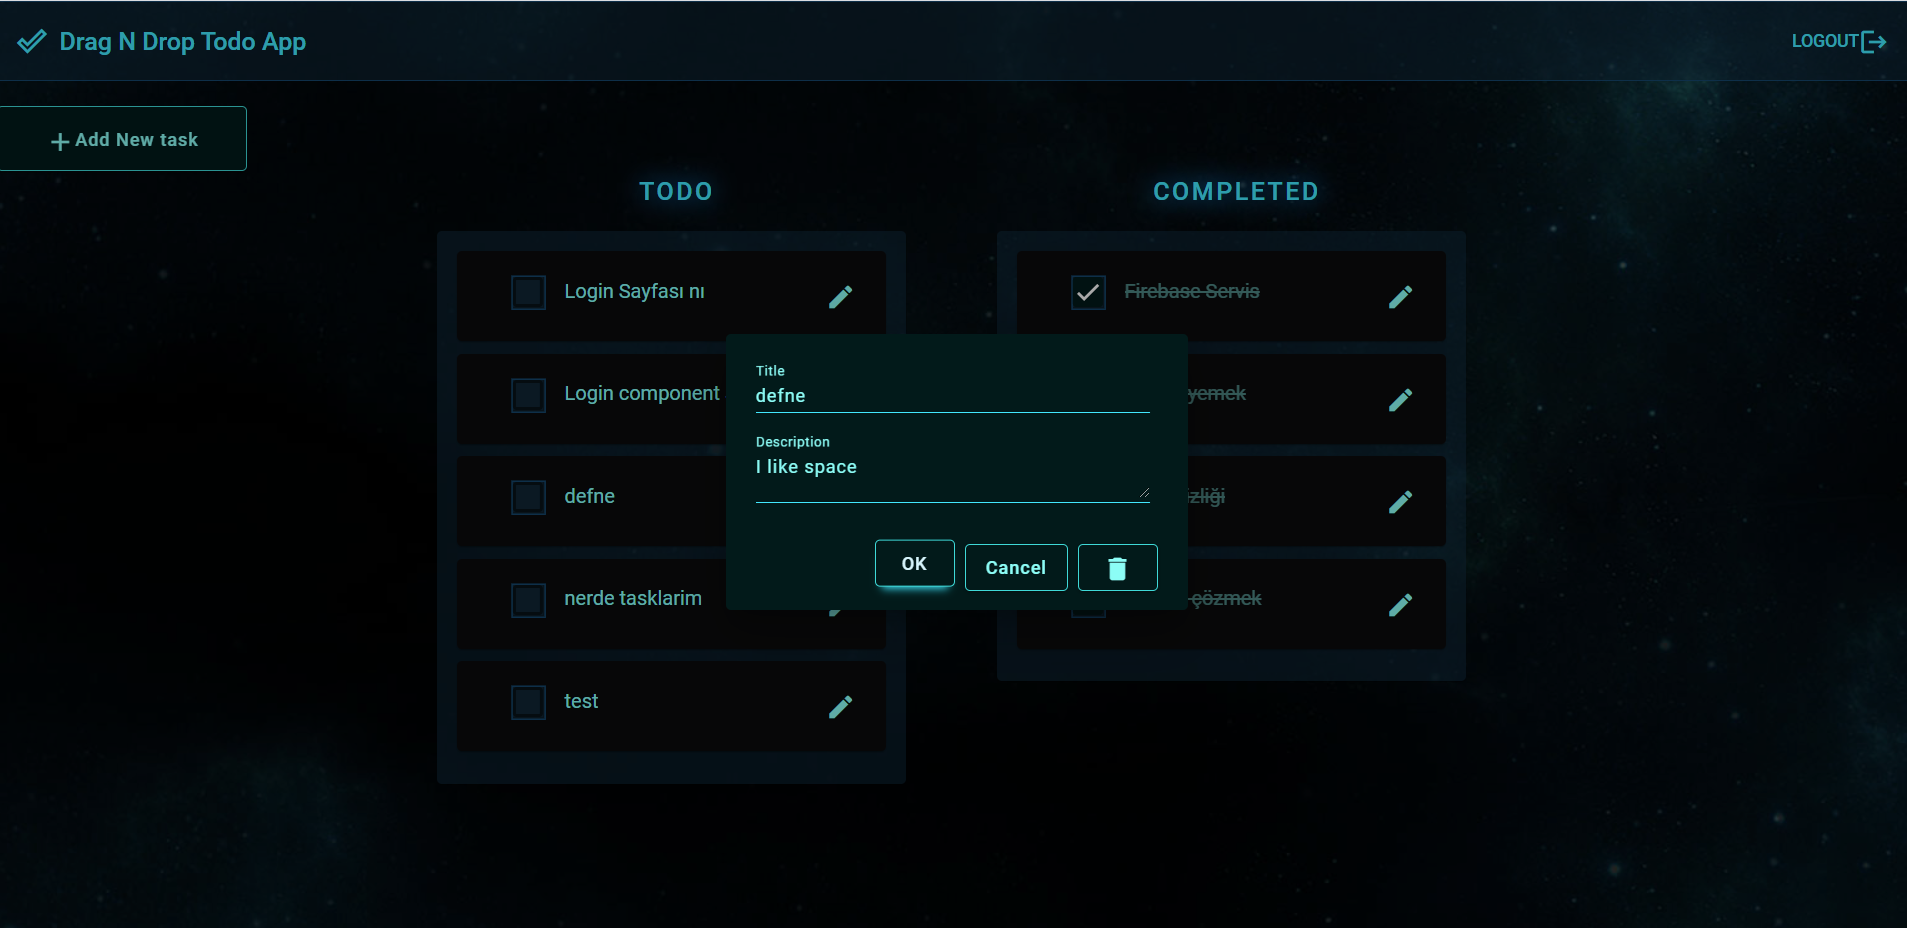 Drag N Drop Todo App
LOGOUT
Add New task
TODO
Login Sayfası nı
Login component
defne
nerde tasklarim
test
COMPLETED
Firebase Servis
yemek
çözmek
Title
defne
Description
I like space
OK
Cancel